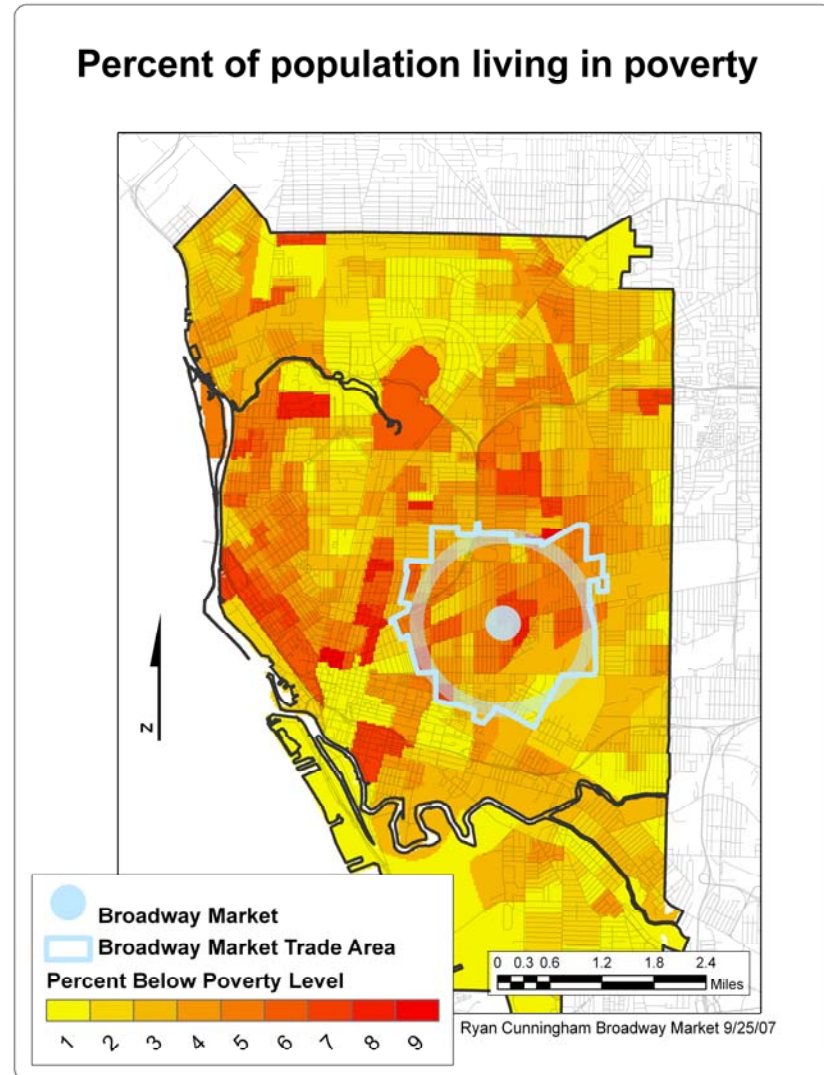 Percent of population living in poverty
N
0 0.3 0.6 1.2 1.8 2.4
Miles
Broadway Market
Broadway Market Trade Area
Percent Below Poverty Level
1 2 3 4 5 6 7 8 9
Ryan Cunningham Broadway Market 9/25/07